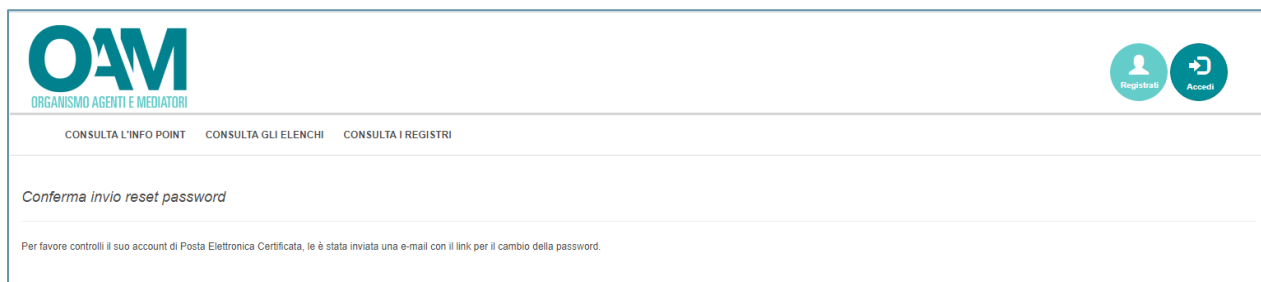 OAM
ORGANISMO AGENTI E MEDIATORI
Registrati
Accedi
CONSULTA L'INFO POINT CONSULTA GLI ELENCHI CONSULTA I REGISTRI
Conferma invio reset password
Per favore controlli il suo account di Posta Elettronica Certificata, le è stata inviata una e-mail con il link per il cambio della password.